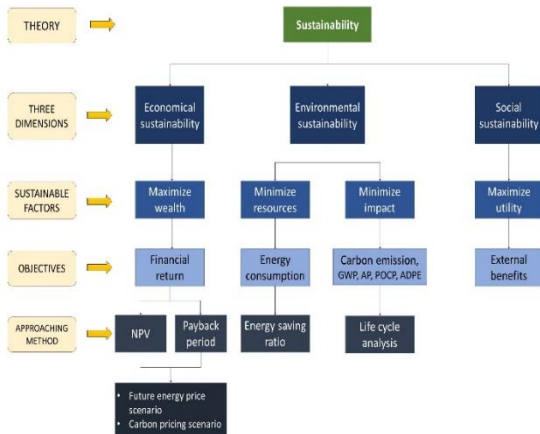 THEORY
Sustainability
THREE
DIMENSIONS
Economical
sustainability
Environmental
sustainability
Social
sustainability
SUSTAINABLE
FACTORS
Maximize
wealth
Minimize
resources
Minimize
impact
Maximize
utility
OBJECTIVES
Financial
return
Energy
consumption
Carbon emission,
GWP, AP, POCP, ADPE
External
benefits
APPROACHING
METHOD
NPV
Payback
period
Energy saving
ratio
Life cycle
analysis
• Future energy price
scenario
• Carbon pricing scenario